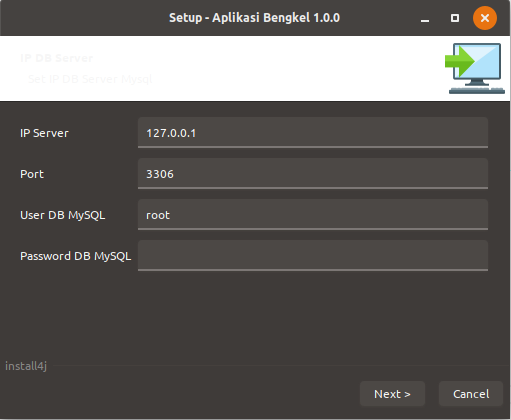 Setup - Aplikasi Bengkel 1.0.0
IP DB Server
Set IP DB Server Mysql
IP Server 127.0.0.1
Port 3306
User DB MySQL root
Password DB MySQL
install4j
Next > Cancel